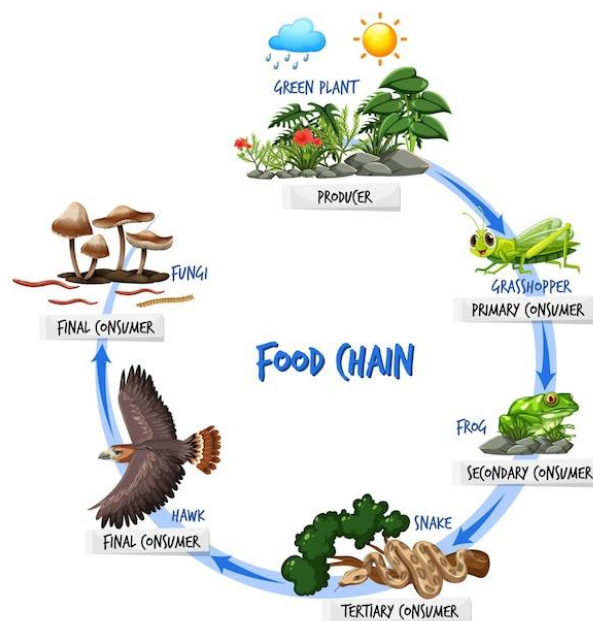 GREEN PLANT
PRODUCER
GRASSHOPPER
PRIMARY CONSUMER
FROG
SECONDARY CONSUMER
SNAKE
TERTIARY CONSUMER
HAWK
FINAL CONSUMER
FUNGI
FINAL CONSUMER
FOOD CHAIN